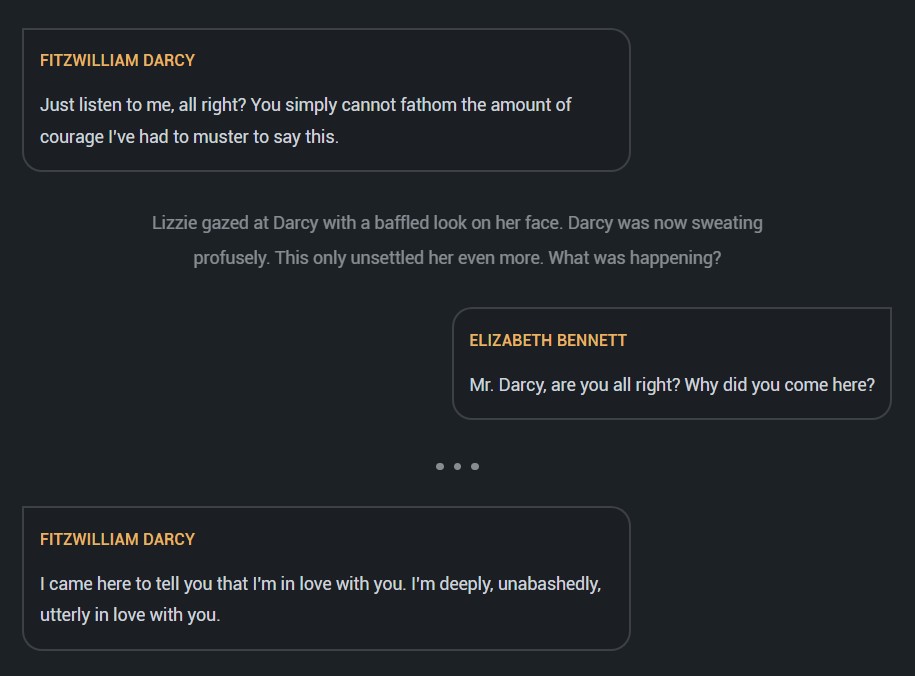 FITZWILLIAM DARCY
Just listen to me, all right? You simply cannot fathom the amount of
courage I've had to muster to say this.
Lizzie gazed at Darcy with a baffled look on her face. Darcy was now sweating
profusely. This only unsettled her even more. What was happening?
ELIZABETH BENNETT
Mr. Darcy, are you all right? Why did you come here?
FITZWILLIAM DARCY
I came here to tell you that I'm in love with you. I'm deeply, unabashedly,
utterly in love with you.